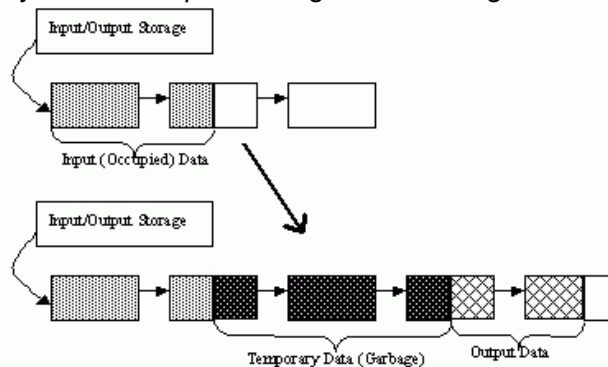 Input/Output Storage
Input (Occupied) Data
Input/Output Storage
Temporary Data (Garbage)
Output Data